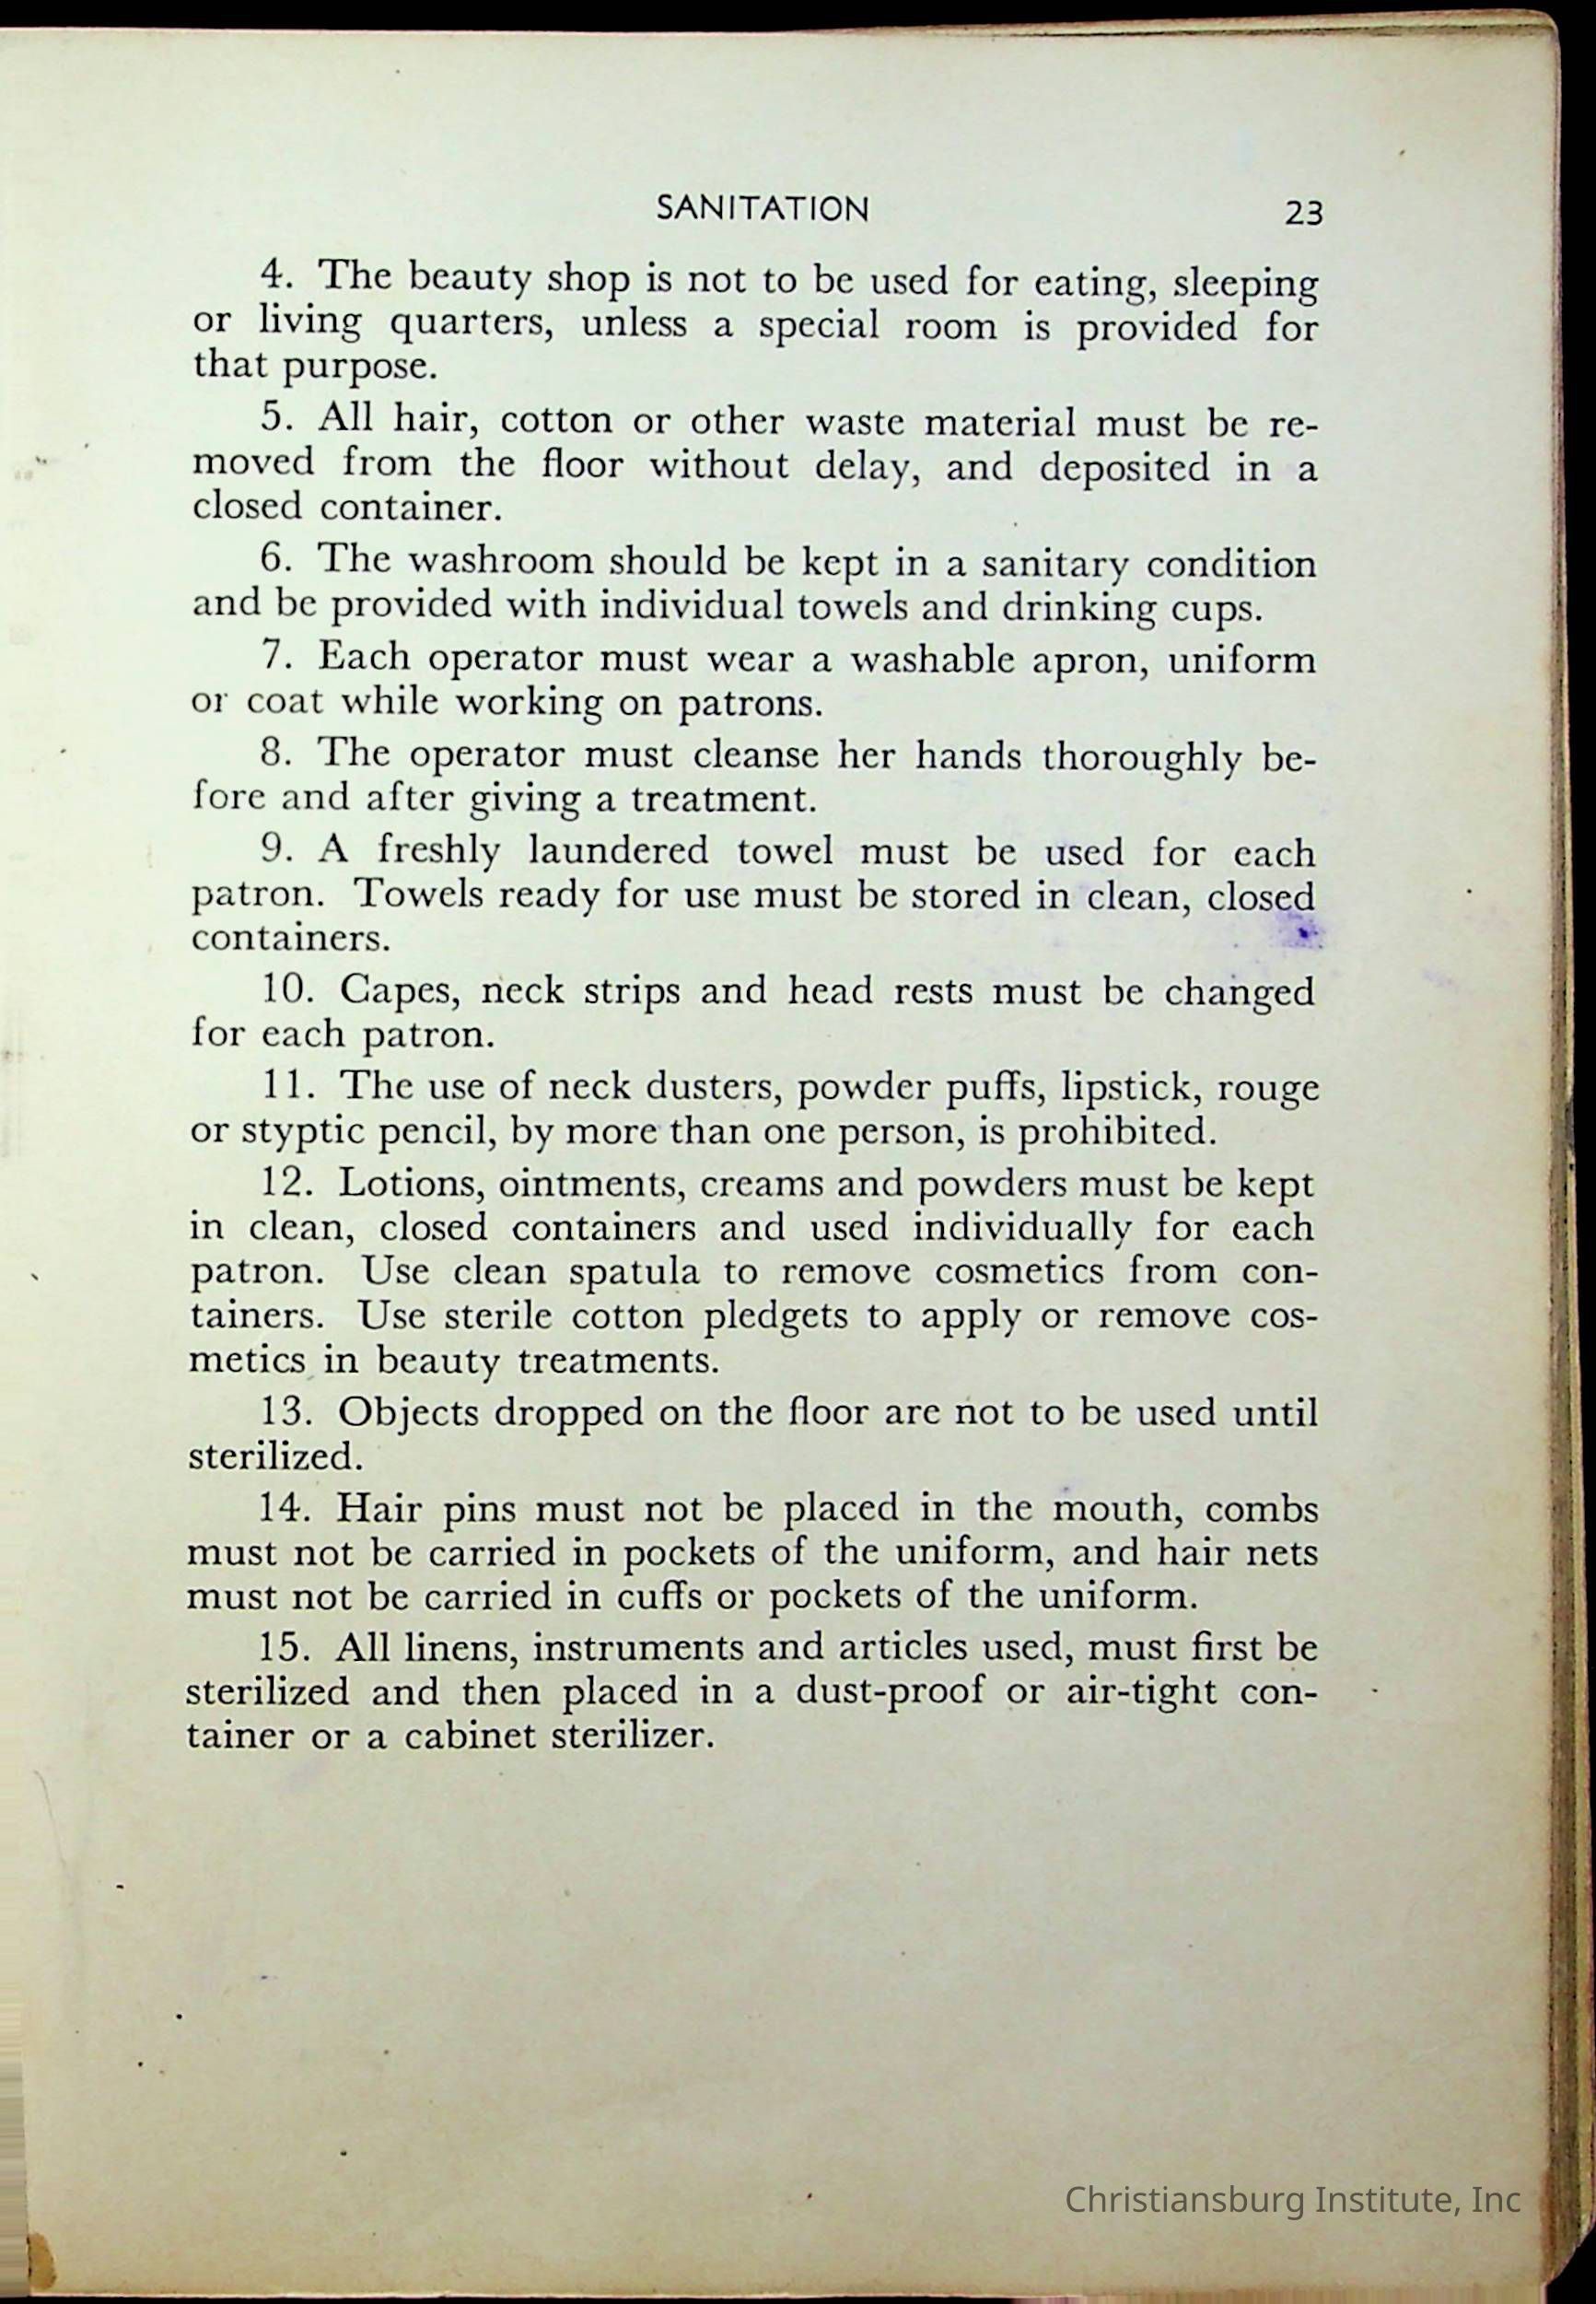 SANITATION 23
4. The beauty shop is not to be used for eating, sleeping
or living quarters, unless a special room is provided for
that purpose.
5. All hair, cotton or other waste material must be re-
moved from the floor without delay, and deposited in a
closed container.
6. The washroom should be kept in a sanitary condition
and be provided with individual towels and drinking cups.
7. Each operator must wear a washable apron, uniform
or coat while working on patrons.
8. The operator must cleanse her hands thoroughly be-
fore and after giving a treatment.
9. A freshly laundered towel must be used for each
patron. Towels ready for use must be stored in clean, closed
containers.
10. Capes, neck strips and head rests must be changed
for each patron.
11. The use of neck dusters, powder puffs, lipstick, rouge
or styptic pencil, by more than one person, is prohibited.
12. Lotions, ointments, creams and powders must be kept
in clean, closed containers and used individually for each
patron. Use clean spatula to remove cosmetics from con-
tainers. Use sterile cotton pledgets to apply or remove cos-
metics in beauty treatments.
13. Objects dropped on the floor are not to be used until
sterilized.
14. Hair pins must not be placed in the mouth, combs
must not be carried in pockets of the uniform, and hair nets
must not be carried in cuffs or pockets of the uniform.
15. All linens, instruments and articles used, must first be
sterilized and then placed in a dust-proof or air-tight con-
tainer or a cabinet sterilizer.
Christiansburg Institute, Inc